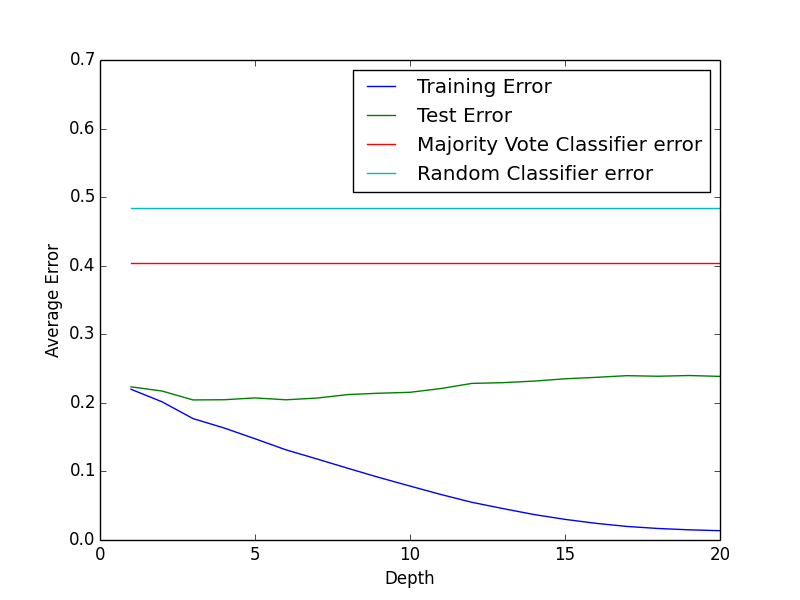 0.7
0.6
0.5
0.4
0.3
0.2
0.1
0.0
Average Error
Training Error
Test Error
Majority Vote Classifier error
Random Classifier error
0 5 10 15 20
Depth